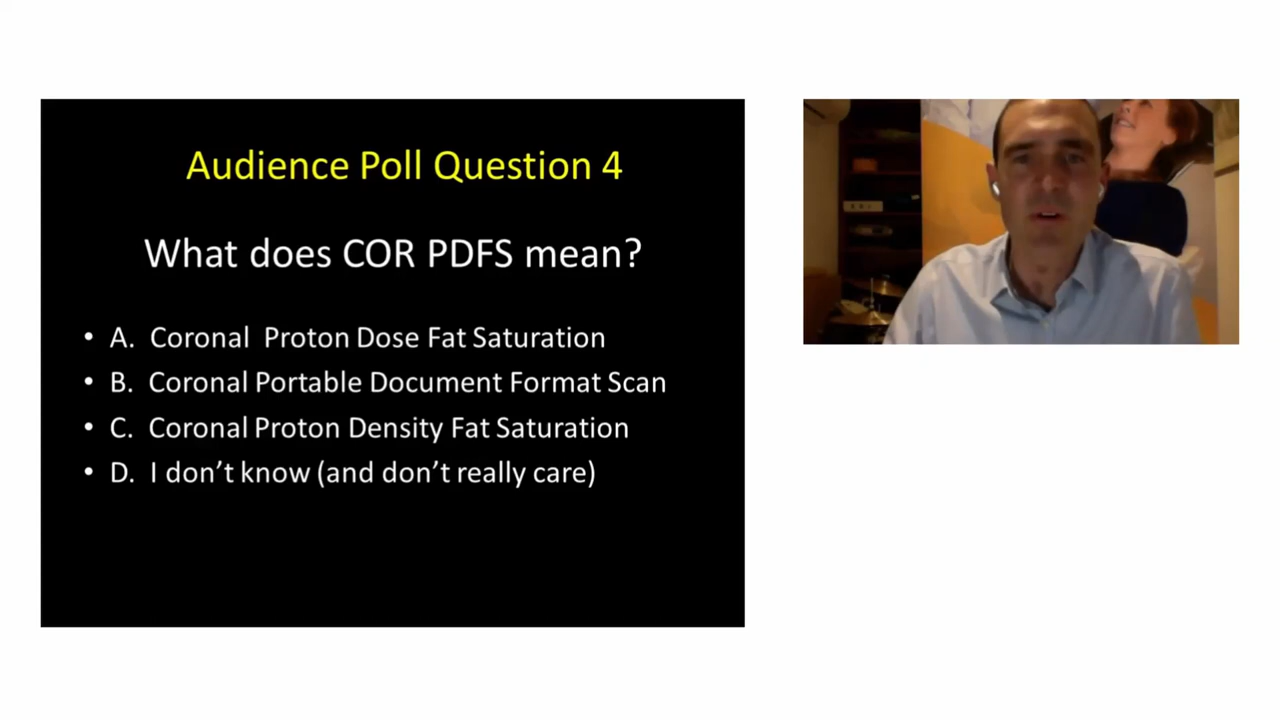 Audience Poll Question 4
What does COR PDFS mean?
• A. Coronal Proton Dose Fat Saturation
• B. Coronal Portable Document Format Scan
• C. Coronal Proton Density Fat Saturation
• D. I don’t know (and don’t really care)